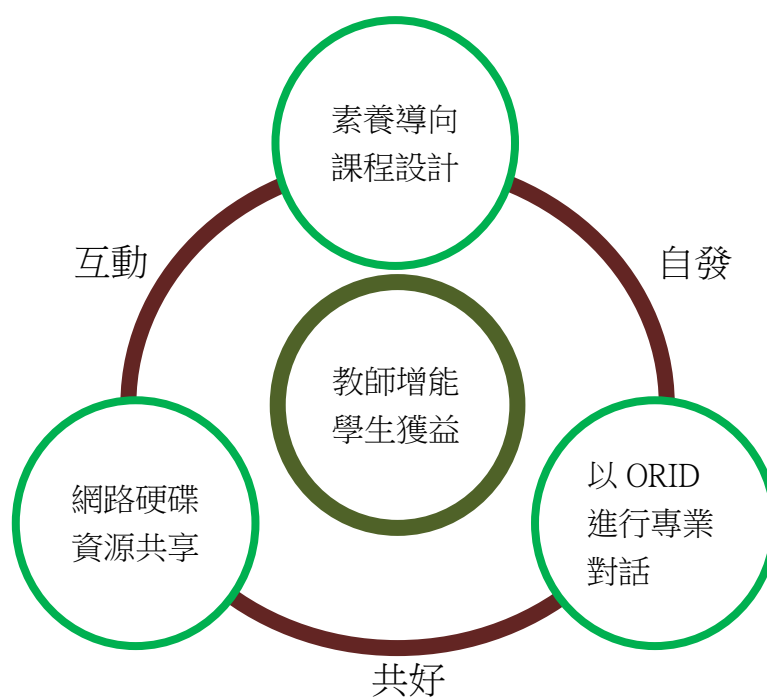 素養導向
課程設計
互動
自發
教師增能
學生獲益
網路硬碟
資源共享
以 ORID
進行專業
對話
共好